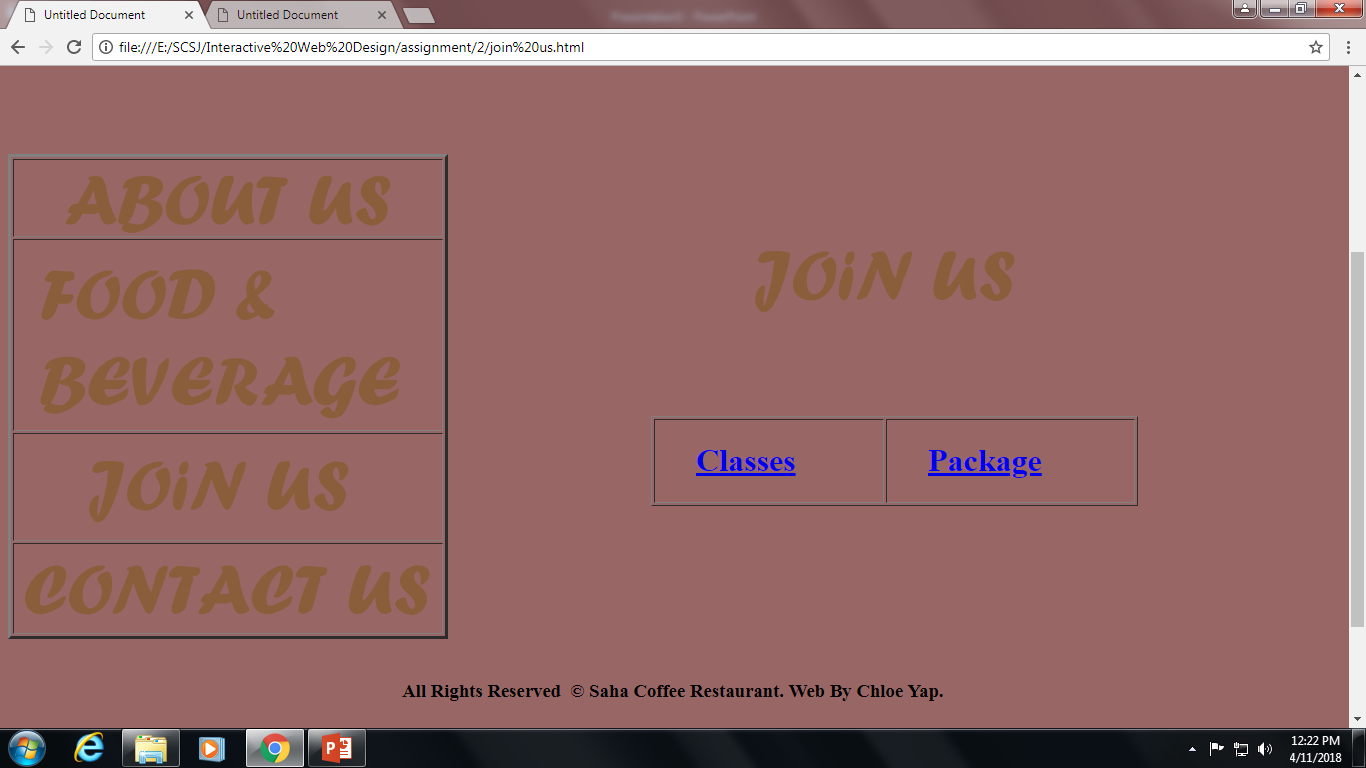 Untitled Document
Untitled Document
file:///E:/SCSJ/Interactive%20Web%20Design/assignment/2/join%20us.html
ABOUT US
FOOD &
BEVERAGE
JOiN US
CONTACT US
JOiN US
Classes
Package
All Rights Reserved © Saha Coffee Restaurant. Web By Chloe Yap.
12:22 PM
4/11/2018